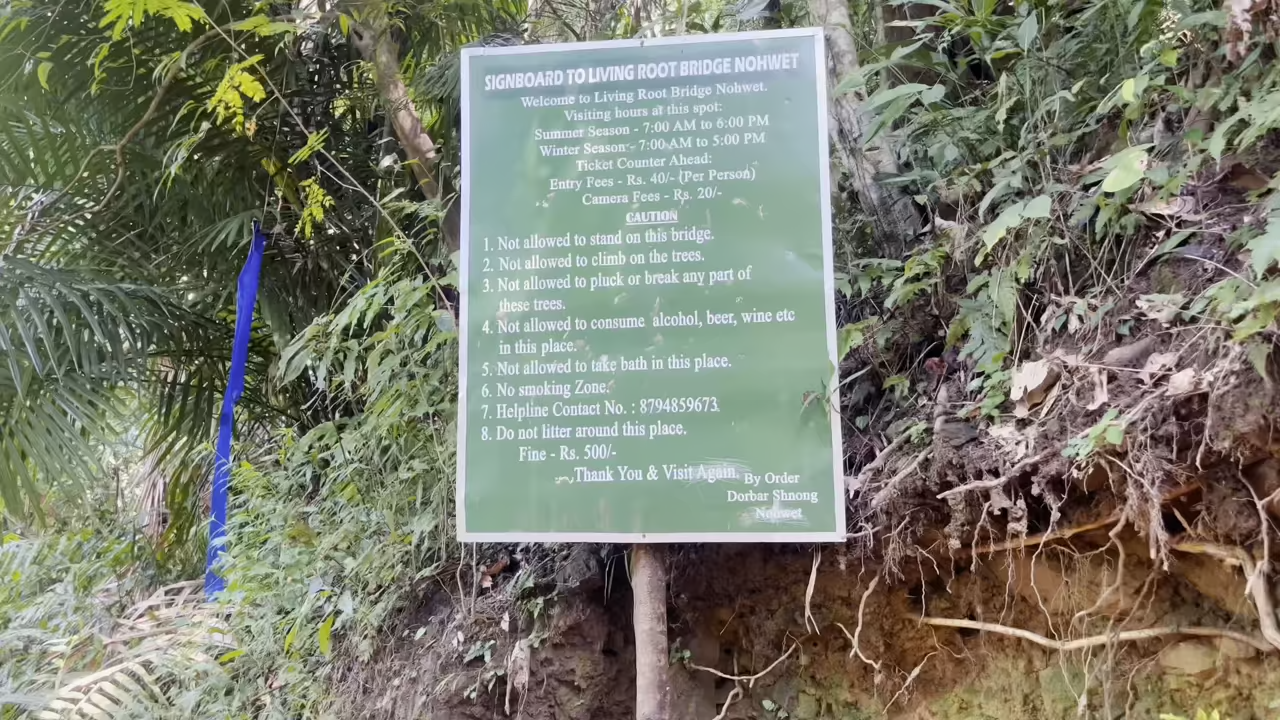 SIGNBOARD TO LIVING ROOT BRIDGE NOHWET
Welcome to Living Root Bridge Nohwet.
Visiting hours at this spot:
Summer Season - 7:00 AM to 6:00 PM
Winter Season - 7:00 AM to 5:00 PM
Ticket Counter Ahead:
Entry Fees - Rs. 40/- (Per Person)
Camera Fees - Rs. 20/-
CAUTION
1. Not allowed to stand on this bridge.
2. Not allowed to climb on the trees.
3. Not allowed to pluck or break any part of
these trees.
4. Not allowed to consume alcohol, beer, wine etc
in this place.
5. Not allowed to take bath in this place.
6. No smoking Zone.
7. Helpline Contact No. : 8794859673
8. Do not litter around this place.
Fine - Rs. 500/-
Thank You & Visit Again.
By Order
Dorbar Shnong
Nohwet